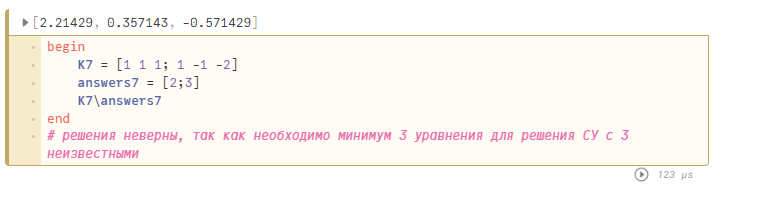 [2.21429, 0.357143, -0.571429]
begin
K7 = [1 1 1; 1 -1 -2]
answers7 = [2;3]
K7\answers7
end
# решения неверны, так как необходимо минимум 3 уравнения для решения СУ с 3
неизвестными
123 μs